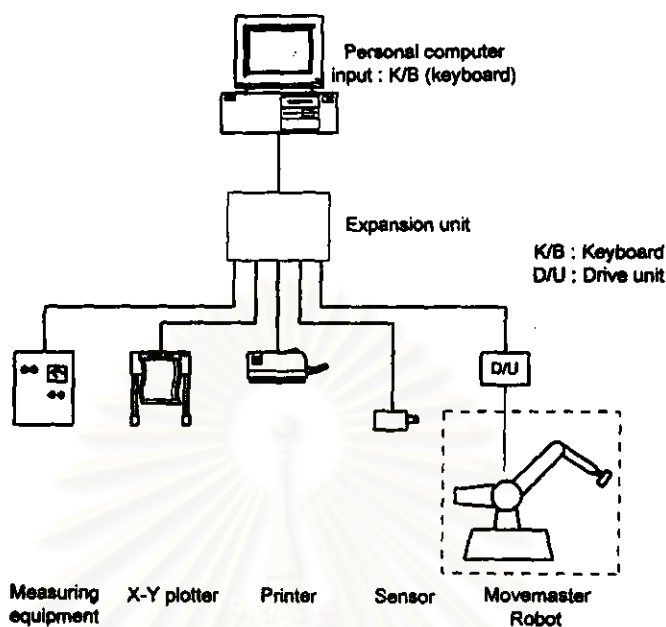 Personal computer
input : K/B (keyboard)
Expansion unit
K/B : Keyboard
D/U : Drive unit
D/U
Measuring
equipment
X-Y plotter
Printer
Sensor
Movemaster
Robot